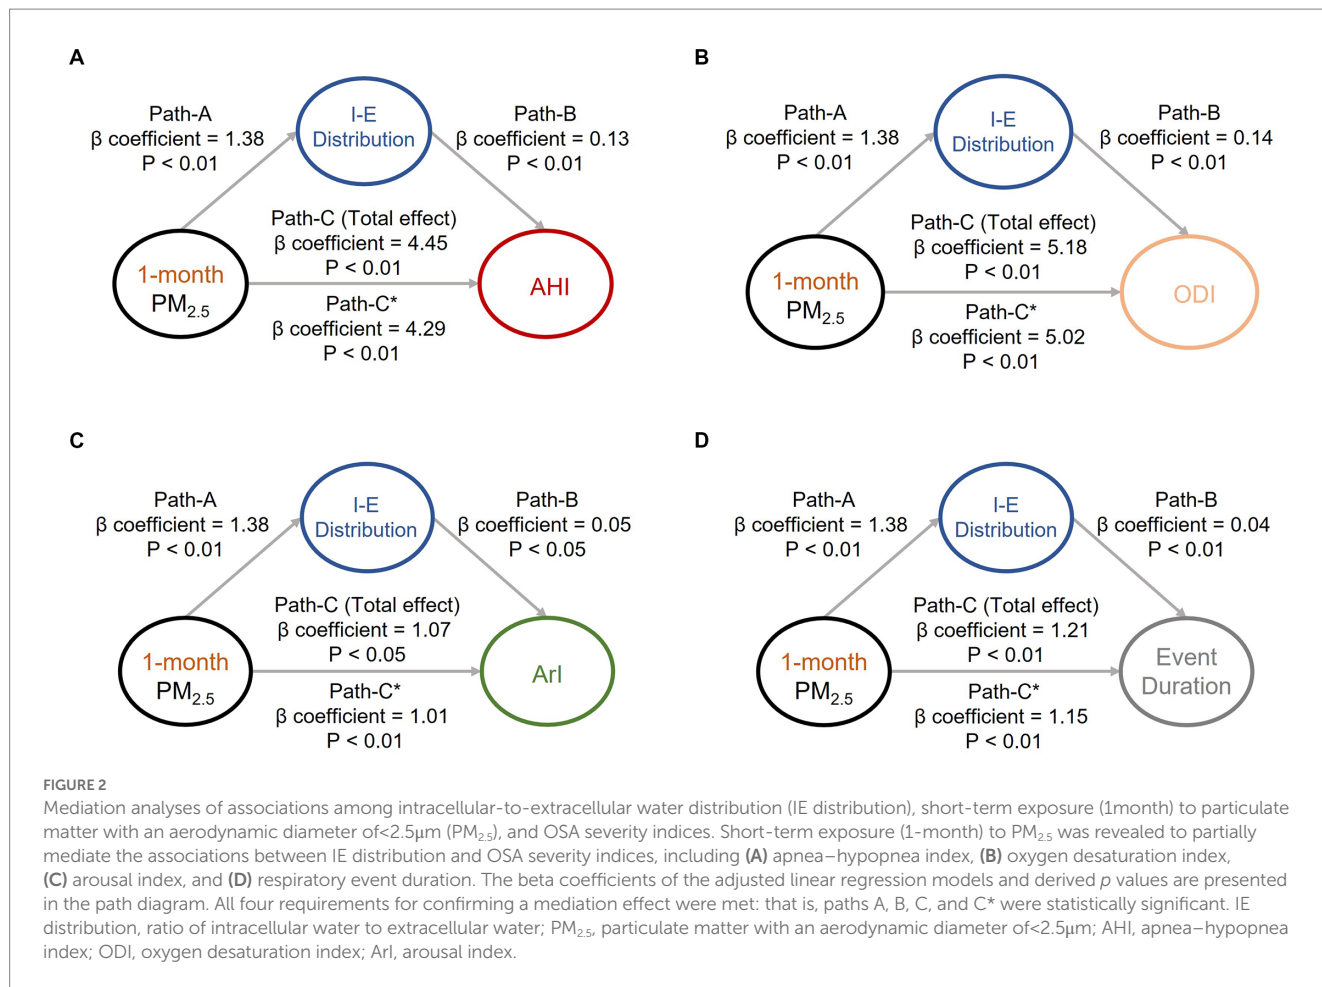 A
Path-A
β coefficient = 1.38
P < 0.01
I-E
Distribution
Path-B
β coefficient = 0.13
P < 0.01
Path-C (Total effect)
β coefficient = 4.45
P < 0.01
1-month
PM2.5
AHI
Path-C*
β coefficient = 4.29
P < 0.01
B
Path-A
β coefficient = 1.38
P < 0.01
I-E
Distribution
Path-B
β coefficient = 0.14
P < 0.01
Path-C (Total effect)
β coefficient = 5.18
P < 0.01
1-month
PM2.5
ODI
Path-C*
β coefficient = 5.02
P < 0.01
C
Path-A
β coefficient = 1.38
P < 0.01
I-E
Distribution
Path-B
β coefficient = 0.05
P < 0.05
Path-C (Total effect)
β coefficient = 1.07
P < 0.05
1-month
PM2.5
ArI
Path-C*
β coefficient = 1.01
P < 0.01
D
Path-A
β coefficient = 1.38
P < 0.01
I-E
Distribution
Path-B
β coefficient = 0.04
P < 0.01
Path-C (Total effect)
β coefficient = 1.21
P < 0.01
1-month
PM2.5
Event
Duration
Path-C*
β coefficient = 1.15
P < 0.01
FIGURE 2
Mediation analyses of associations among intracellular-to-extracellular water distribution (IE distribution), short-term exposure (1month) to particulate
matter with an aerodynamic diameter of<2.5μm (PM2.5), and OSA severity indices. Short-term exposure (1-month) to PM2.5 was revealed to partially
mediate the associations between IE distribution and OSA severity indices, including (A) apnea–hypopnea index, (B) oxygen desaturation index,
(C) arousal index, and (D) respiratory event duration. The beta coefficients of the adjusted linear regression models and derived p values are presented
in the path diagram. All four requirements for confirming a mediation effect were met: that is, paths A, B, C, and C* were statistically significant. IE
distribution, ratio of intracellular water to extracellular water; PM2.5, particulate matter with an aerodynamic diameter of<2.5μm; AHI, apnea–hypopnea
index; ODI, oxygen desaturation index; ArI, arousal index.